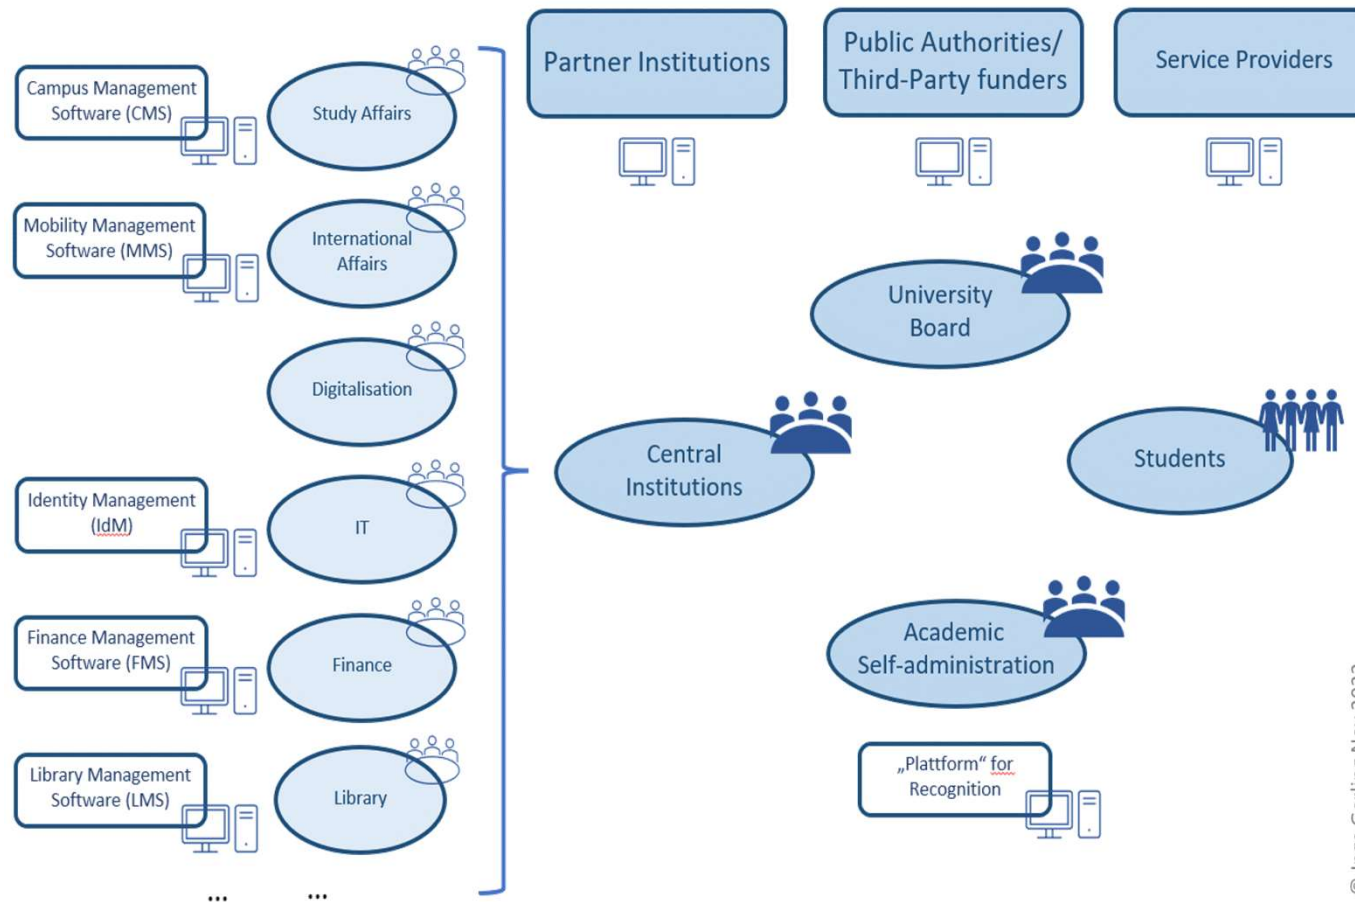 Campus Management
Software (CMS)
Study Affairs
Mobility Management
Software (MMS)
International
Affairs
Digitalisation
Identity Management
(IdM)
IT
Finance Management
Software (FMS)
Finance
Library Management
Software (LMS)
Library
... ...
Partner Institutions
Public Authorities/
Third-Party funders
Service Providers
University
Board
Central
Institutions
Students
Academic
Self-administration
„Plattform“ for
Recognition